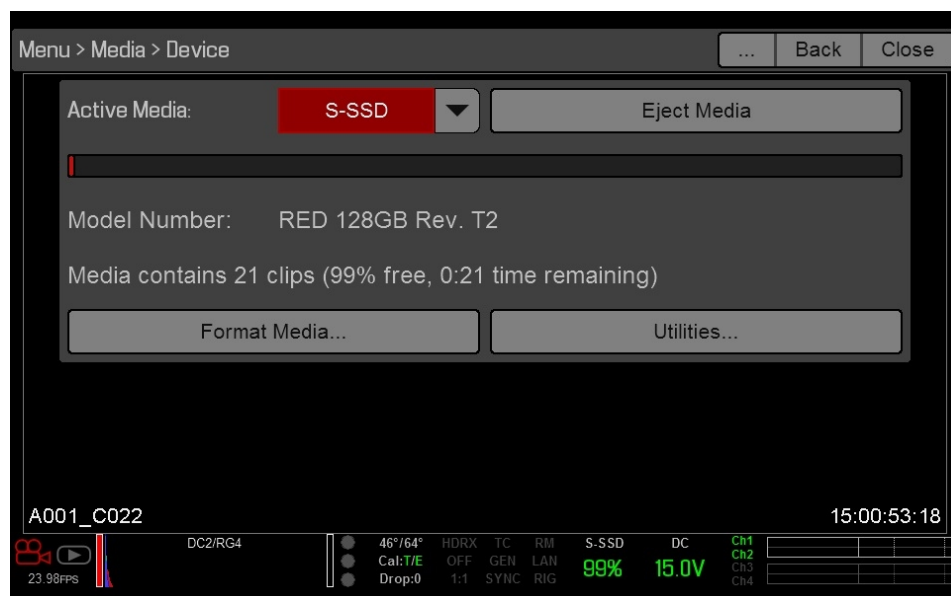 Menu > Media > Device
...
Back
Close
Active Media:
S-SSD
Eject Media
Model Number: RED 128GB Rev. T2
Media contains 21 clips (99% free, 0:21 time remaining)
Format Media...
Utilities...
A001_C022
15:00:53:18
23.98FPS
DC2/RG4
46°/64°
Cal:T/E
Drop:0
HDRX TC RM
OFF GEN LAN
1:1 SYNC RIG
S-SSD
99%
DC
15.0V
Ch1
Ch2
Ch3
Ch4